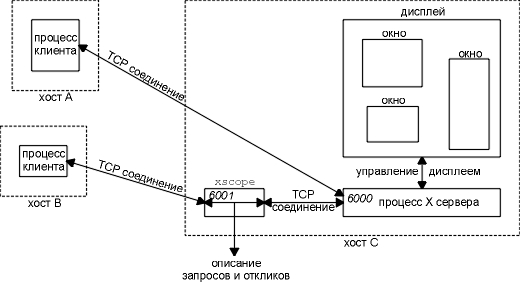 дисплей
процесс
клиента
окно
окно
окно
TCP соединение
хост A
процесс
клиента
TCP соединение
управление дисплеем
xscope
6001
TCP
соединение
6000 процесс X сервера
хост B
хост C
описание
запросов и откликов